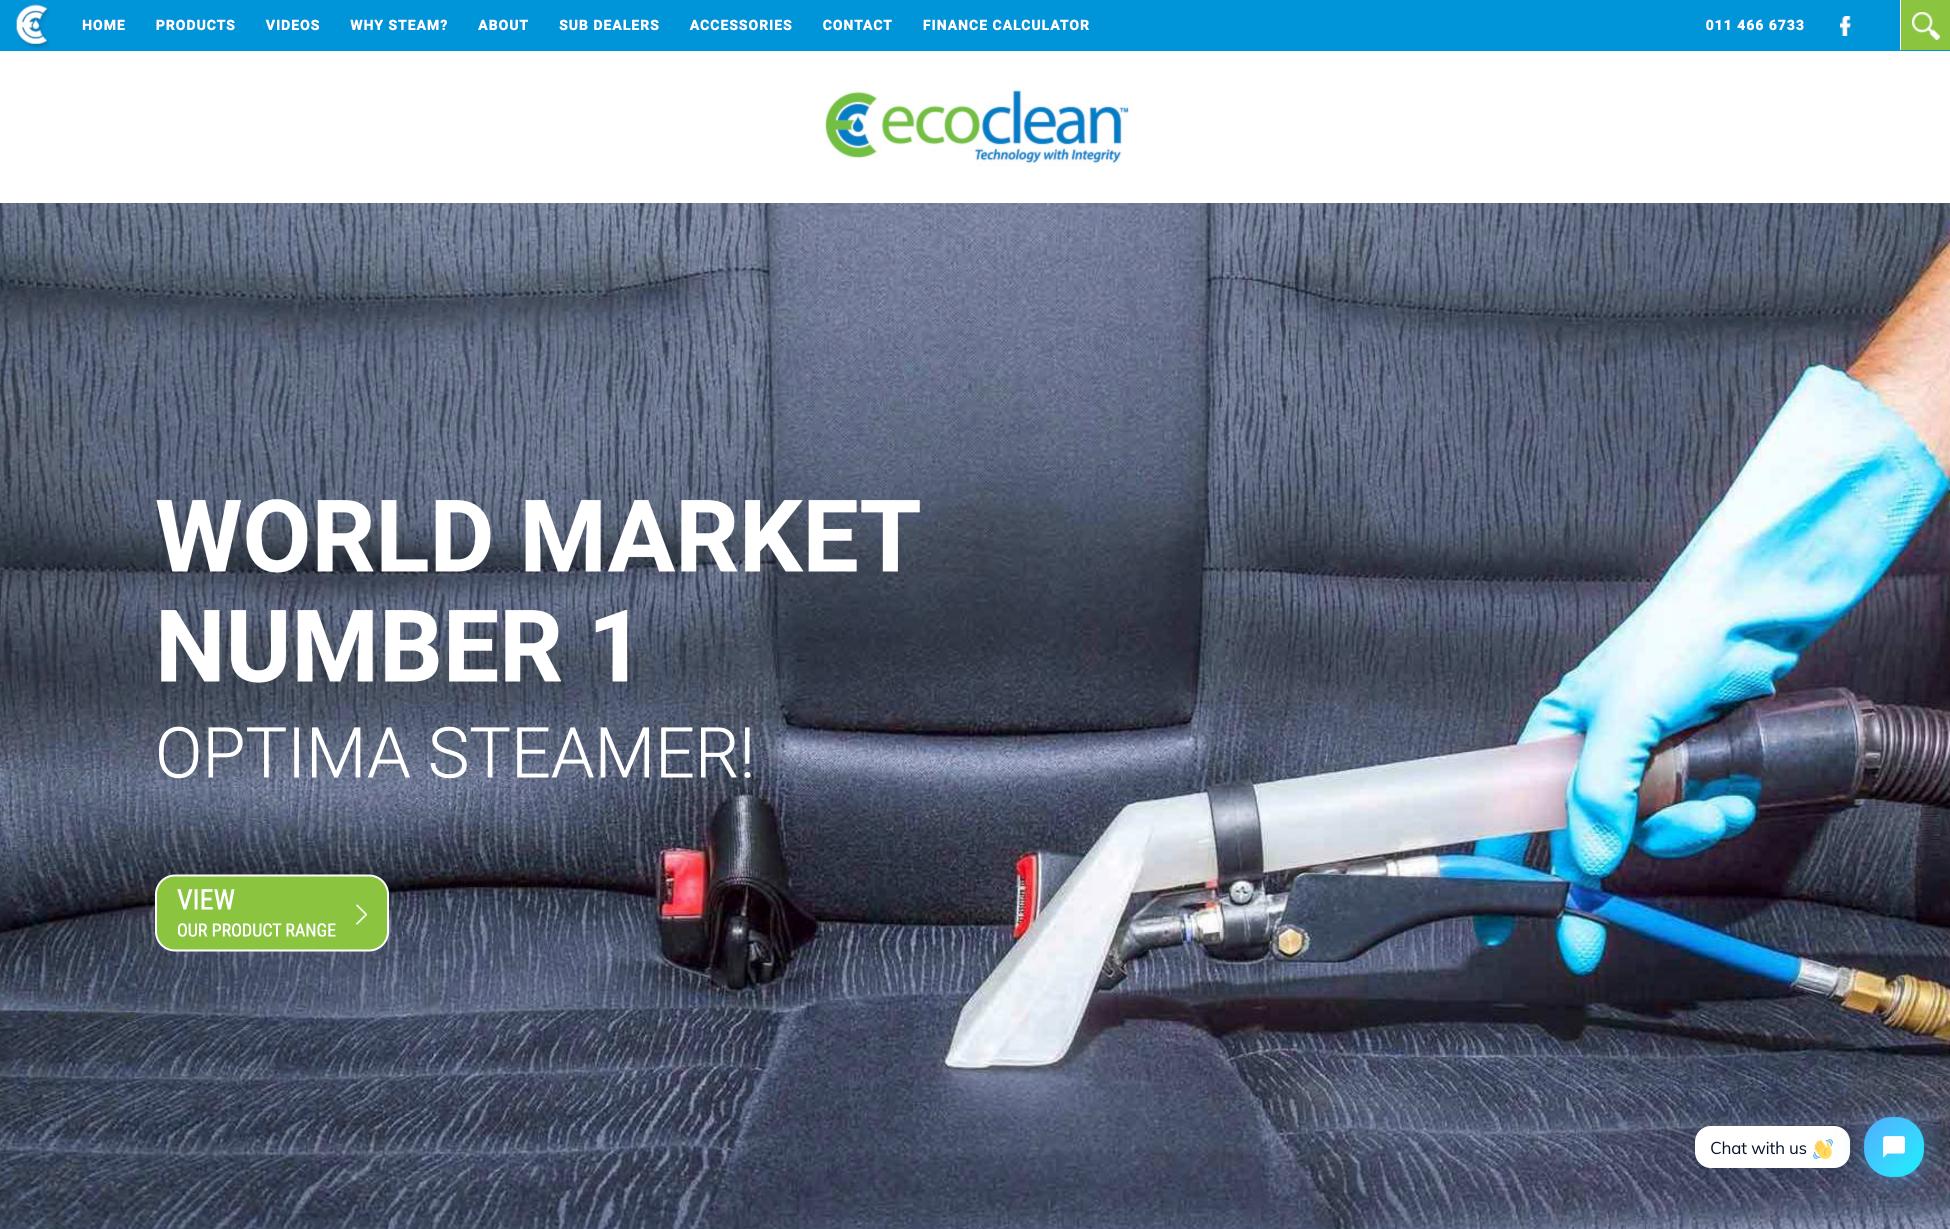 HOME PRODUCTS VIDEOS WHY STEAM? ABOUT SUB DEALERS ACCESSORIES CONTACT FINANCE CALCULATOR 011 466 6733
ecoclean™
Technology with Integrity
WORLD MARKET
NUMBER 1
OPTIMA STEAMER!
VIEW
OUR PRODUCT RANGE
Chat with us 👋